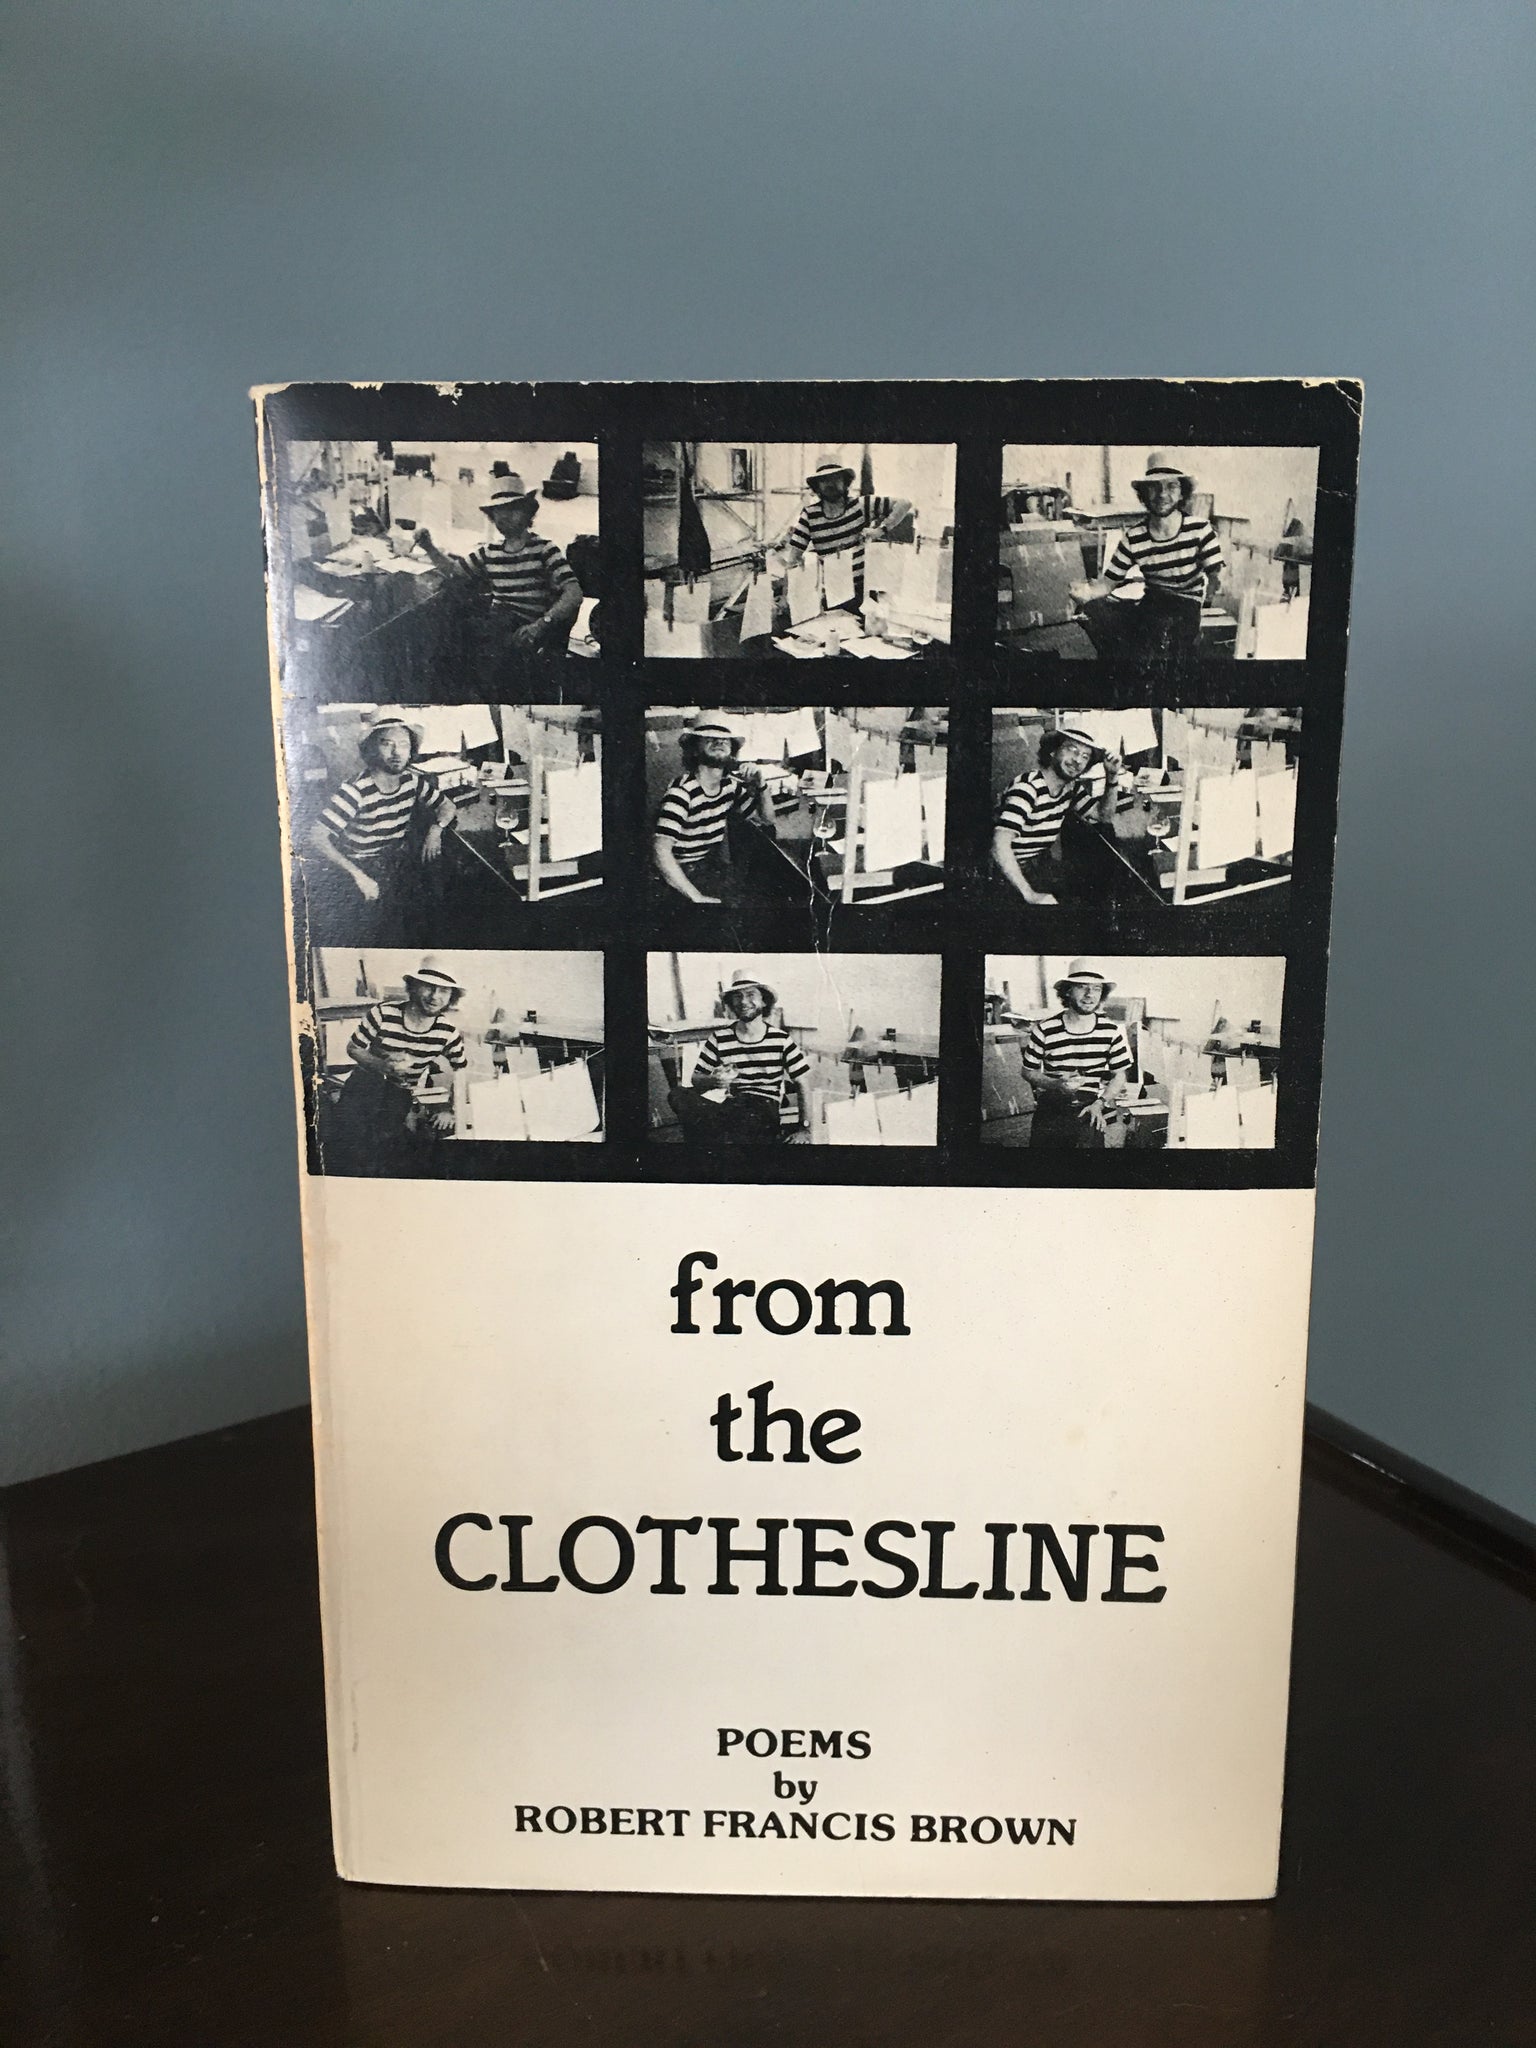 from
the
CLOTHESLINE
POEMS
by
ROBERT FRANCIS BROWN